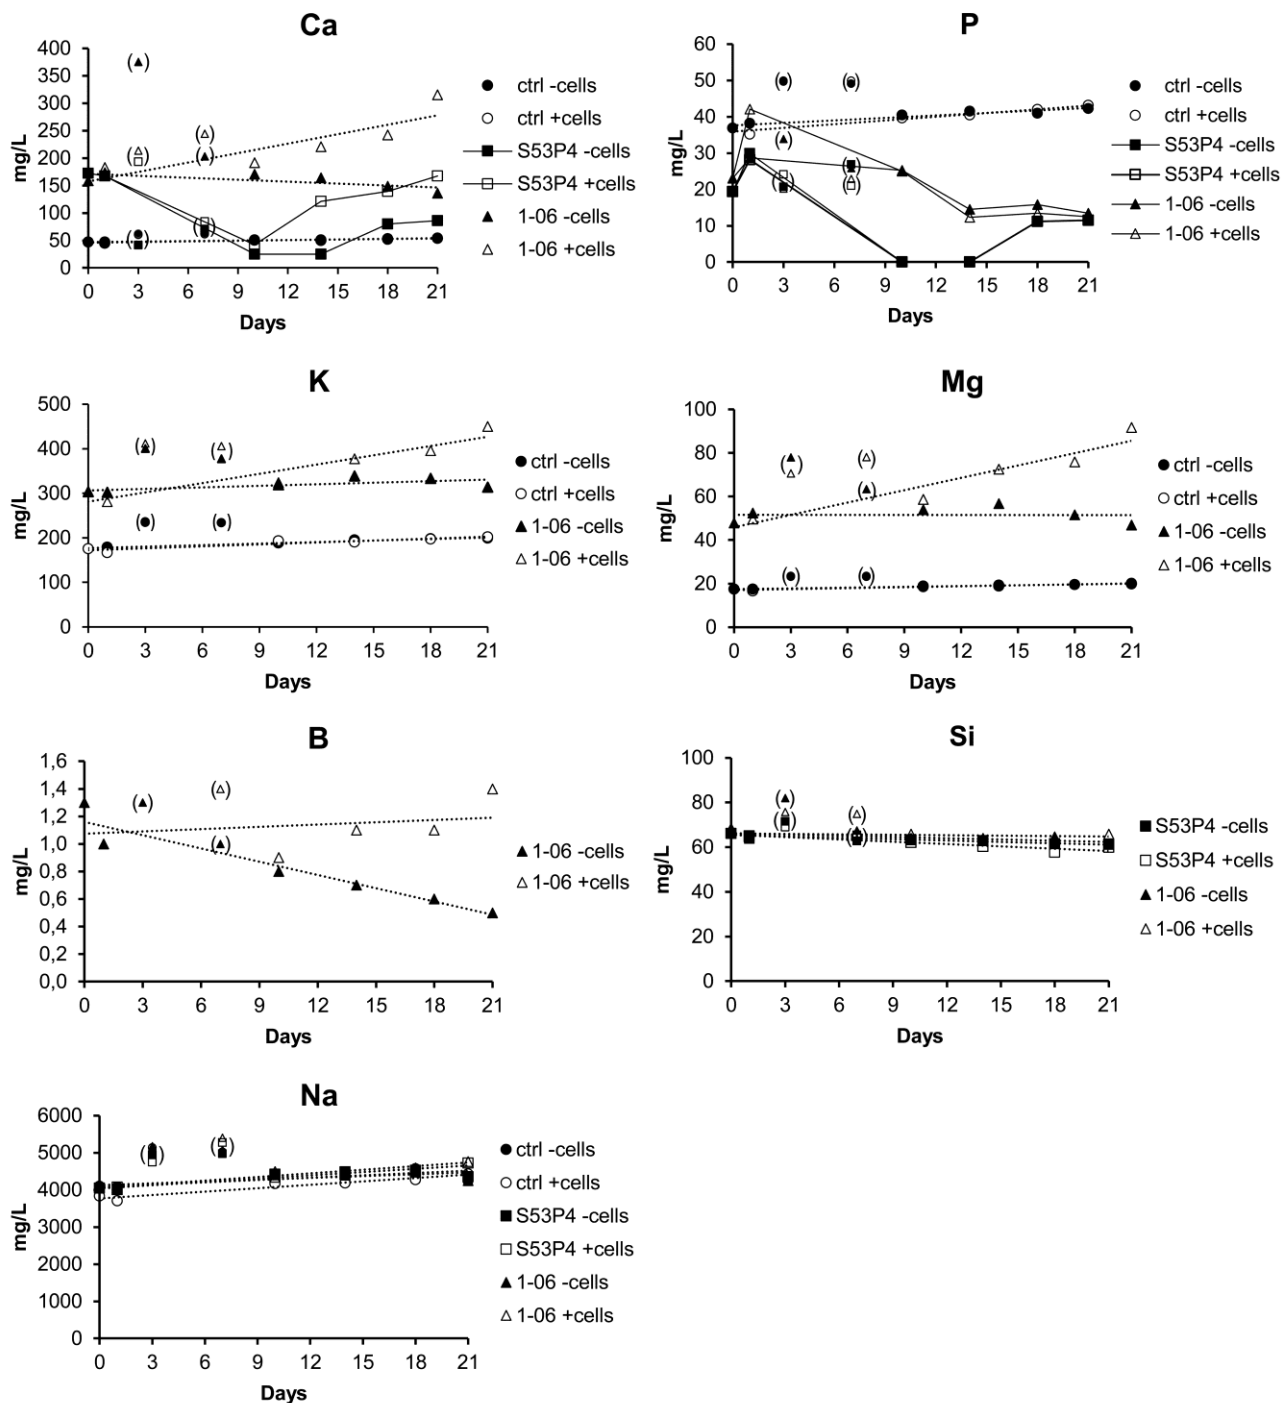 Ca
400
350
300
250
200
150
100
50
0
mg/L
0 3 6 9 12 15 18 21
Days
ctrl -cells
ctrl +cells
S53P4 -cells
S53P4 +cells
1-06 -cells
1-06 +cells
P
60
50
40
30
20
10
0
mg/L
0 3 6 9 12 15 18 21
Days
ctrl -cells
ctrl +cells
S53P4 -cells
S53P4 +cells
1-06 -cells
1-06 +cells
K
500
400
300
200
100
0
mg/L
0 3 6 9 12 15 18 21
Days
ctrl -cells
ctrl +cells
1-06 -cells
1-06 +cells
Mg
100
80
60
40
20
0
mg/L
0 3 6 9 12 15 18 21
Days
ctrl -cells
ctrl +cells
1-06 -cells
1-06 +cells
B
1,6
1,4
1,2
1,0
0,8
0,6
0,4
0,2
0,0
mg/L
0 3 6 9 12 15 18 21
Days
1-06 -cells
1-06 +cells
Si
100
80
60
40
20
0
mg/L
0 3 6 9 12 15 18 21
Days
S53P4 -cells
S53P4 +cells
1-06 -cells
1-06 +cells
Na
6000
5000
4000
3000
2000
1000
0
mg/L
0 3 6 9 12 15 18 21
Days
ctrl -cells
ctrl +cells
S53P4 -cells
S53P4 +cells
1-06 -cells
1-06 +cells